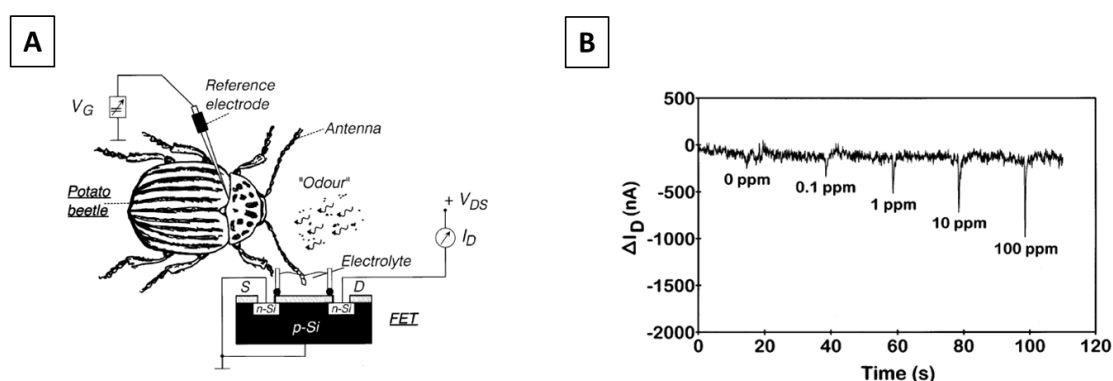 A
Reference
electrode
VG
Antenna
"Odour"
Potato
beetle
+ VDS
ID
Electrolyte
S
D
n-Si
n-Si
p-Si
FET
B
500
0
-500
-1000
-1500
-2000
ΔID (nA)
0 ppm
0.1 ppm
1 ppm
10 ppm
100 ppm
0 20 40 60 80 100 120
Time (s)